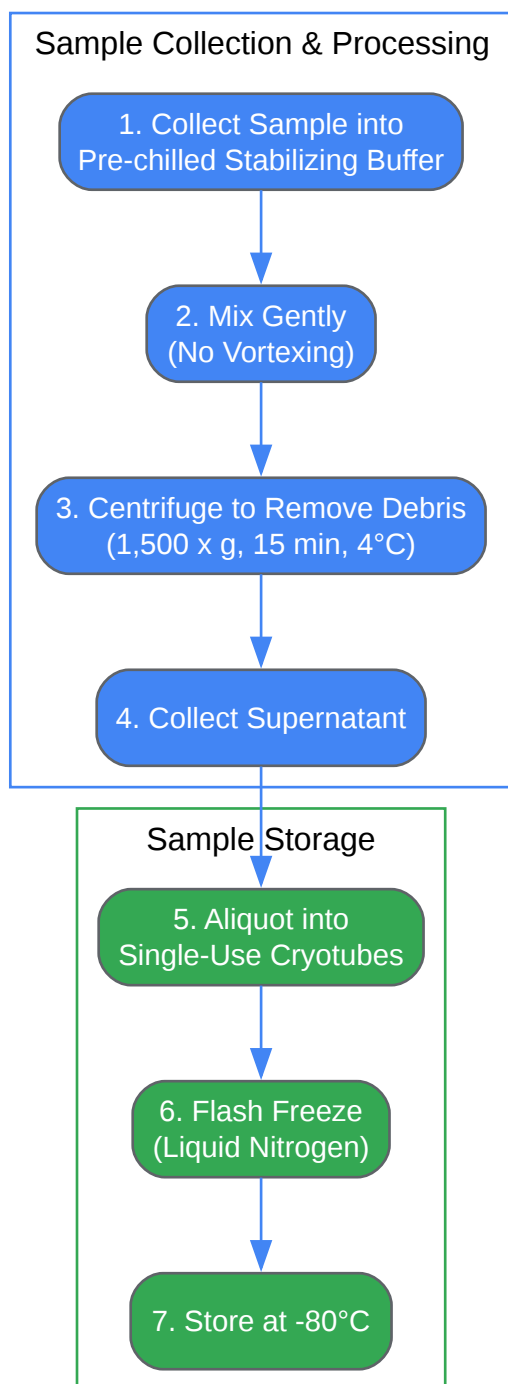 Sample Collection & Processing
1. Collect Sample into
Pre-chilled Stabilizing Buffer
2. Mix Gently
(No Vortexing)
3. Centrifuge to Remove Debris
(1,500 x g, 15 min, 4°C)
4. Collect Supernatant
Sample Storage
5. Aliquot into
Single-Use Cryotubes
6. Flash Freeze
(Liquid Nitrogen)
7. Store at -80°C